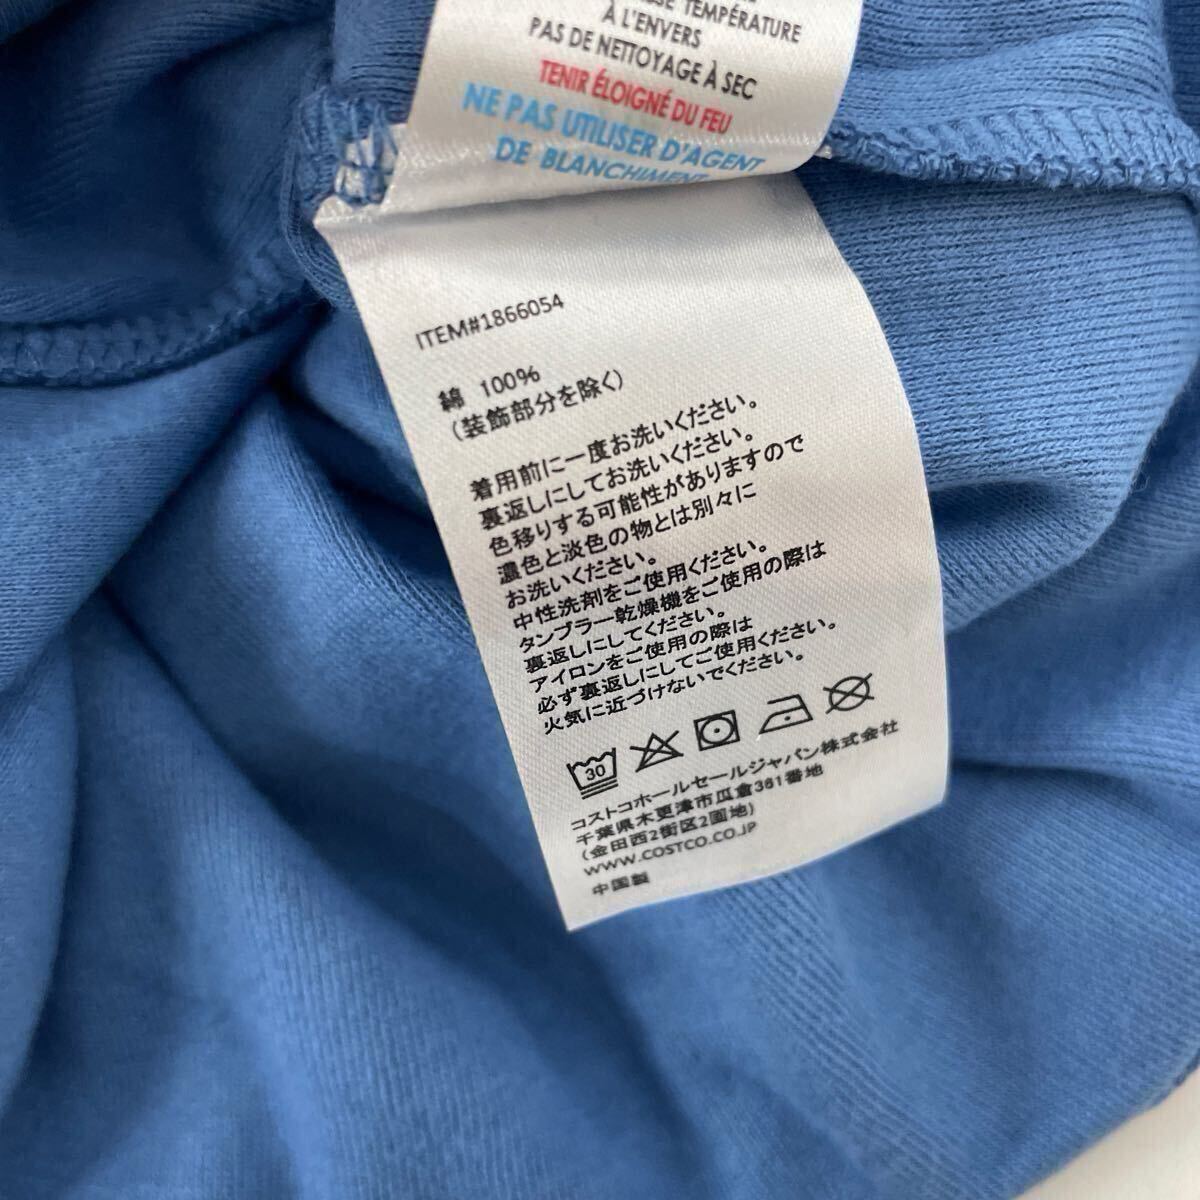 TEMPÉRATURE
À L'ENVERS
PAS DE NETTOYAGE À SEC
TENIR ÉLOIGNÉ DU FEU
NE PAS UTILISER D'AGENT
DE BLANCHIMENT
ITEM#1866054
綿 100%
(装飾部分を除く)
着用前に一度お洗いください。
裏返しにしてお洗いください。
色移りする可能性がありますので
濃色と淡色の物とは別々に
お洗いください。
中性洗剤をご使用ください。
タンブラー乾燥機をご使用の際は
裏返しにしてください。
アイロンをご使用の際は
必ず裏返しにしてご使用ください。
火気に近づけないでください。
30
コストコホールセールジャパン株式会社
千葉県木更津市瓜倉361番地
(金田西2街区2画地)
WWW.COSTCO.CO.JP
中国製